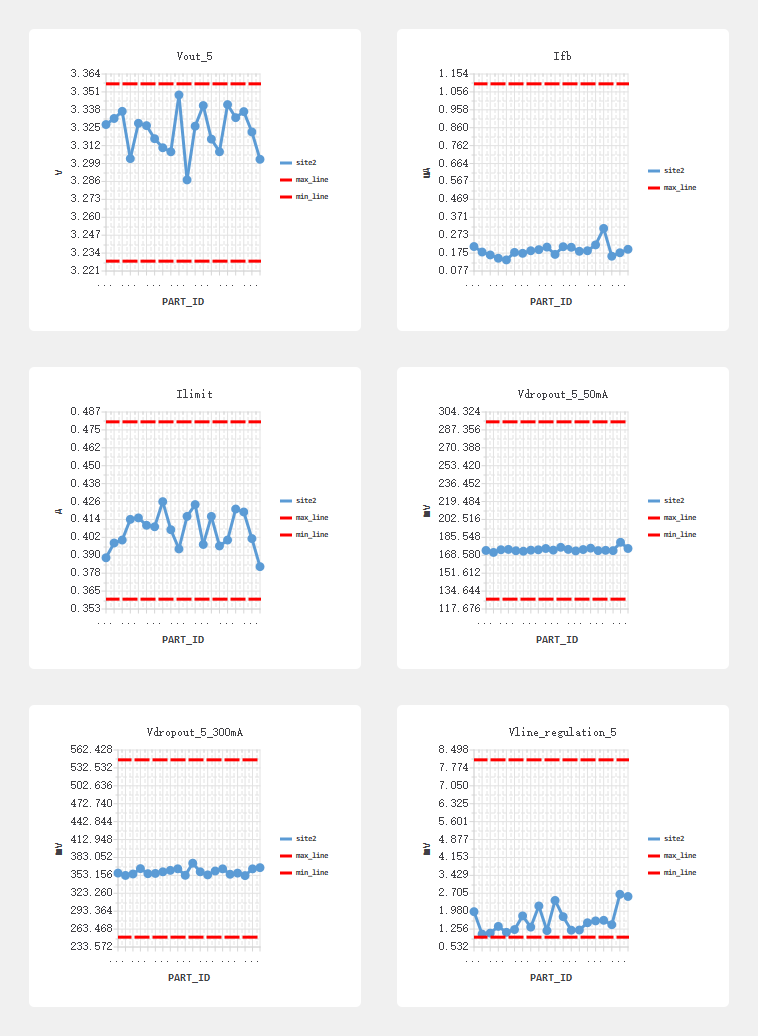 Vout_5
3.364
3.351
3.338
3.325
3.312
3.299
3.286
3.273
3.260
3.247
3.234
3.221
V
site2
max_line
min_line
... ... ... ... ...
PART_ID
Ifb
1.154
1.056
0.958
0.860
0.762
0.664
0.567
0.469
0.371
0.273
0.175
0.077
mA
site2
max_line
... ... ... ... ...
PART_ID
Ilimit
0.487
0.475
0.462
0.450
0.438
0.426
0.414
0.402
0.390
0.378
0.365
0.353
A
site2
max_line
min_line
... ... ... ... ...
PART_ID
Vdropout_5_50mA
304.324
287.356
270.388
253.420
236.452
219.484
202.516
185.548
168.580
151.612
134.644
117.676
mV
site2
max_line
min_line
... ... ... ... ...
PART_ID
Vdropout_5_300mA
562.428
532.532
502.636
472.740
442.844
412.948
383.052
353.156
323.260
293.364
263.468
233.572
mV
site2
max_line
min_line
... ... ... ... ...
PART_ID
Vline_regulation_5
8.498
7.774
7.050
6.325
5.601
4.877
4.153
3.429
2.705
1.980
1.256
0.532
mV
site2
max_line
min_line
... ... ... ... ...
PART_ID